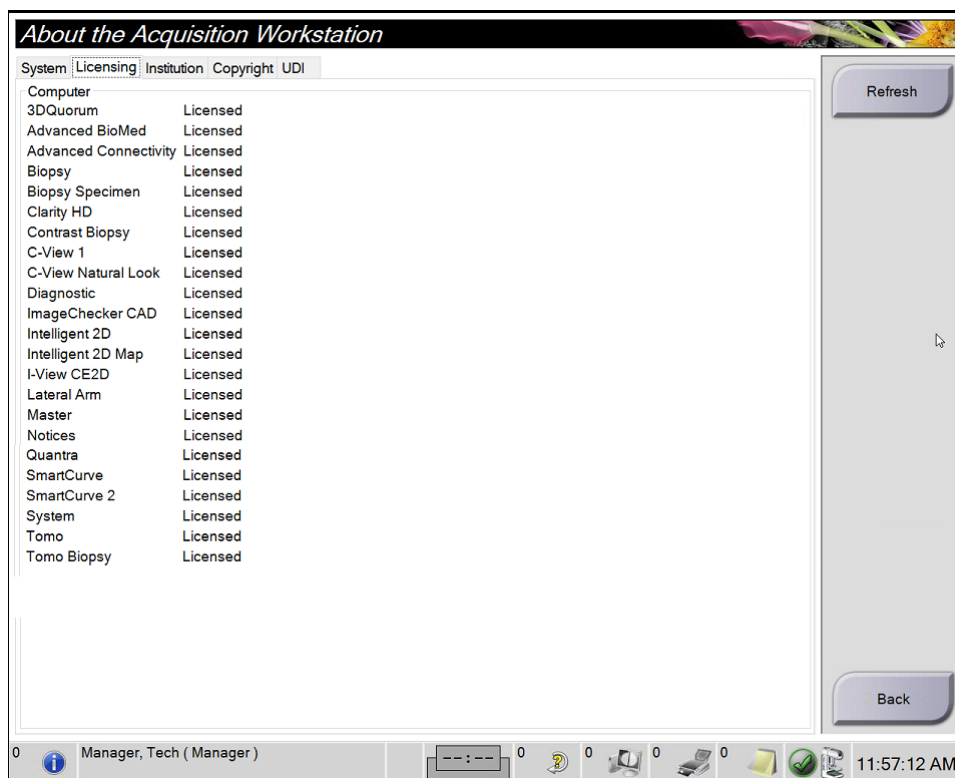 About the Acquisition Workstation
System Licensing Institution Copyright UDI
Computer
3DQuorum Licensed
Advanced BioMed Licensed
Advanced Connectivity Licensed
Biopsy Licensed
Biopsy Specimen Licensed
Clarity HD Licensed
Contrast Biopsy Licensed
C-View 1 Licensed
C-View Natural Look Licensed
Diagnostic Licensed
ImageChecker CAD Licensed
Intelligent 2D Licensed
Intelligent 2D Map Licensed
I-View CE2D Licensed
Lateral Arm Licensed
Master Licensed
Notices Licensed
Quantra Licensed
SmartCurve Licensed
SmartCurve 2 Licensed
System Licensed
Tomo Licensed
Tomo Biopsy Licensed
Refresh
Back
0 Manager, Tech ( Manager ) --:-- 0 0 0 0 11:57:12 AM